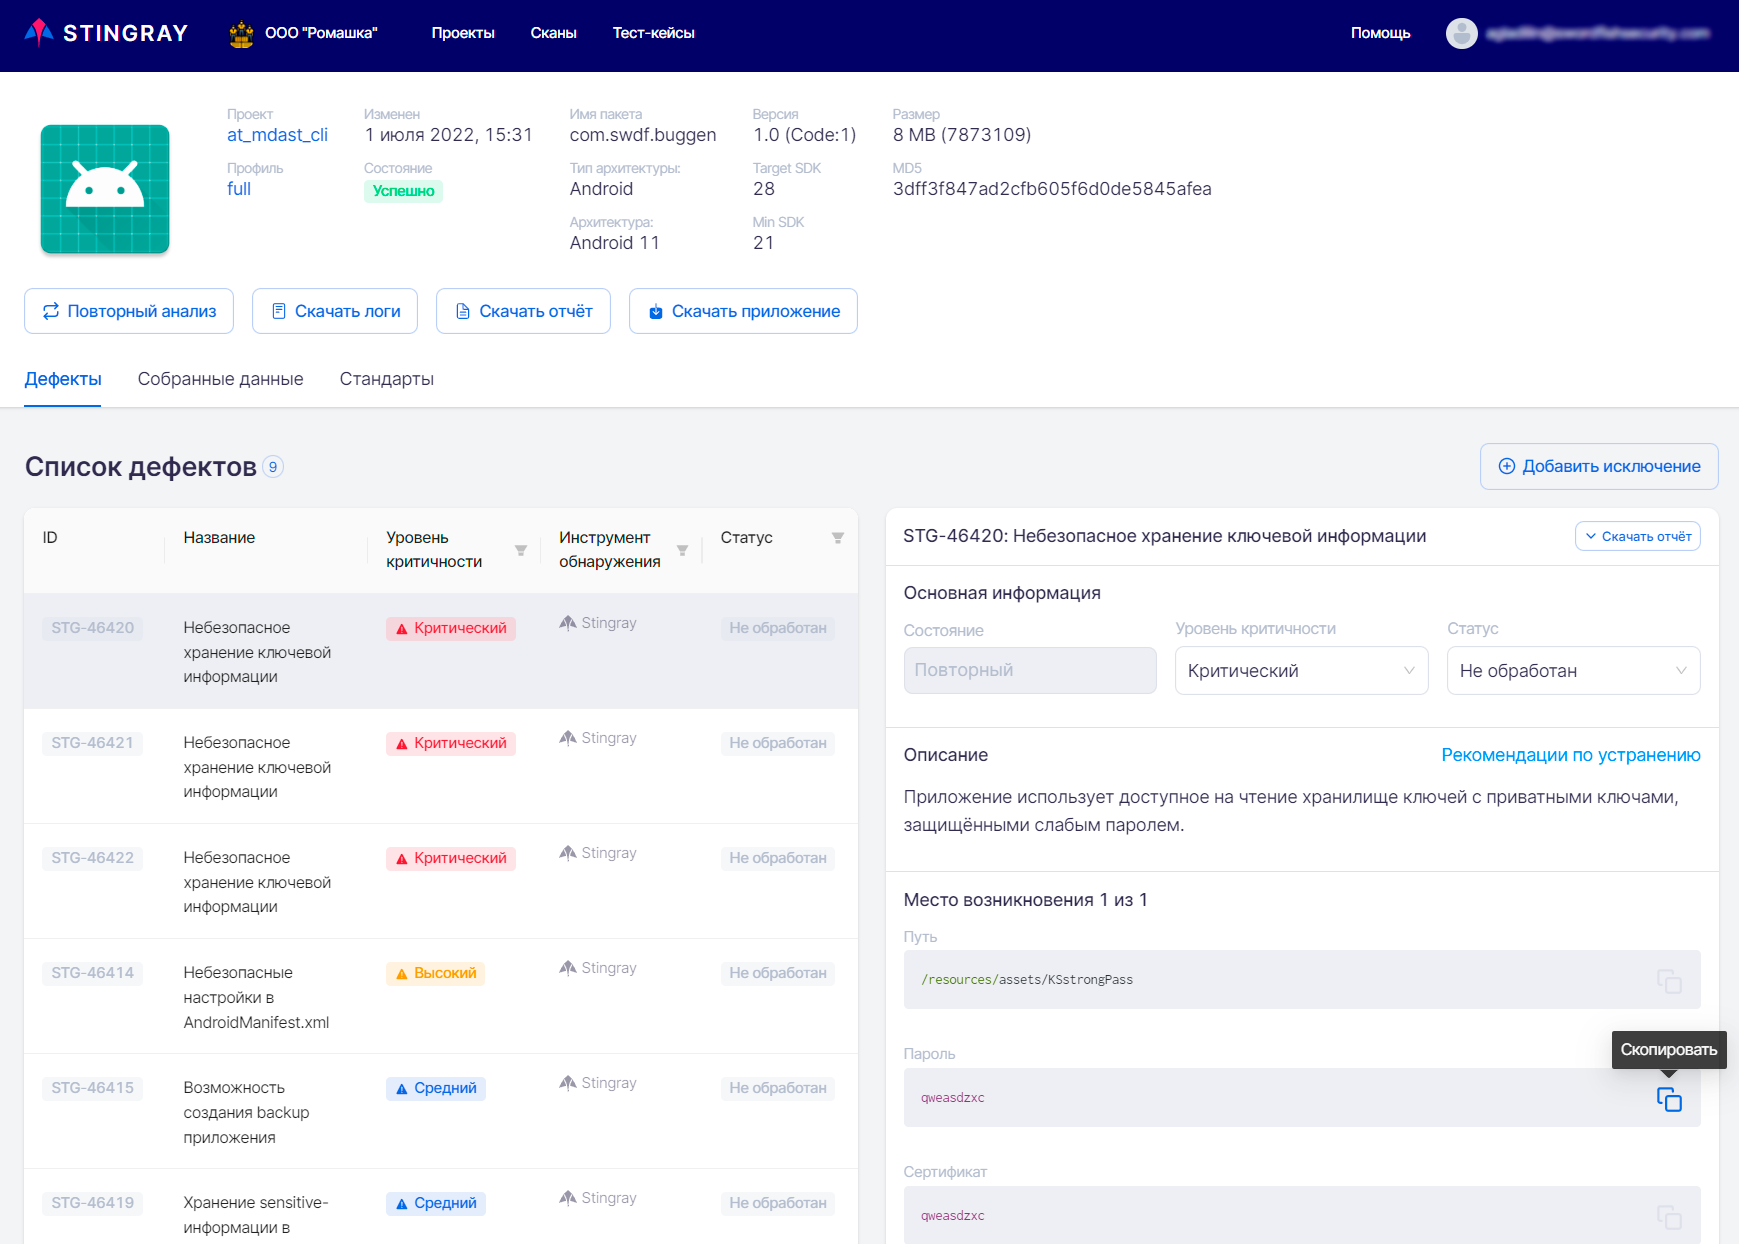 STINGRAY
ООО "Ромашка"
Проекты
Сканы
Тест-кейсы
Помощь
Проект
at_mdast_cli
Изменен
1 июля 2022, 15:31
Имя пакета
com.swdf.buggen
Версия
1.0 (Code:1)
Размер
8 MB (7873109)
Профиль
full
Состояние
Успешно
Тип архитектуры:
Android
Target SDK
28
MD5
3dff3f847ad2cfb605f6d0de5845afea
Архитектура:
Android 11
Min SDK
21
Повторный анализ
Скачать логи
Скачать отчёт
Скачать приложение
Дефекты
Собранные данные
Стандарты
Список дефектов 9
Добавить исключение
ID
Название
Уровень
критичности
Инструмент
обнаружения
Статус
STG-46420
Небезопасное
хранение ключевой
информации
Критический
Stingray
Не обработан
STG-46421
Небезопасное
хранение ключевой
информации
Критический
Stingray
Не обработан
STG-46422
Небезопасное
хранение ключевой
информации
Критический
Stingray
Не обработан
STG-46414
Небезопасные
настройки в
AndroidManifest.xml
Высокий
Stingray
Не обработан
STG-46415
Возможность
создания backup
приложения
Средний
Stingray
Не обработан
STG-46419
Хранение sensitive-
информации в
Средний
Stingray
Не обработан
STG-46420: Небезопасное хранение ключевой информации
Скачать отчёт
Основная информация
Состояние
Повторный
Уровень критичности
Критический
Статус
Не обработан
Описание
Рекомендации по устранению
Приложение использует доступное на чтение хранилище ключей с приватными ключами,
защищёнными слабым паролем.
Место возникновения 1 из 1
Путь
/resources/assets/KSstrongPass
Скопировать
Пароль
qweasdzxc
Сертификат
qweasdzxc